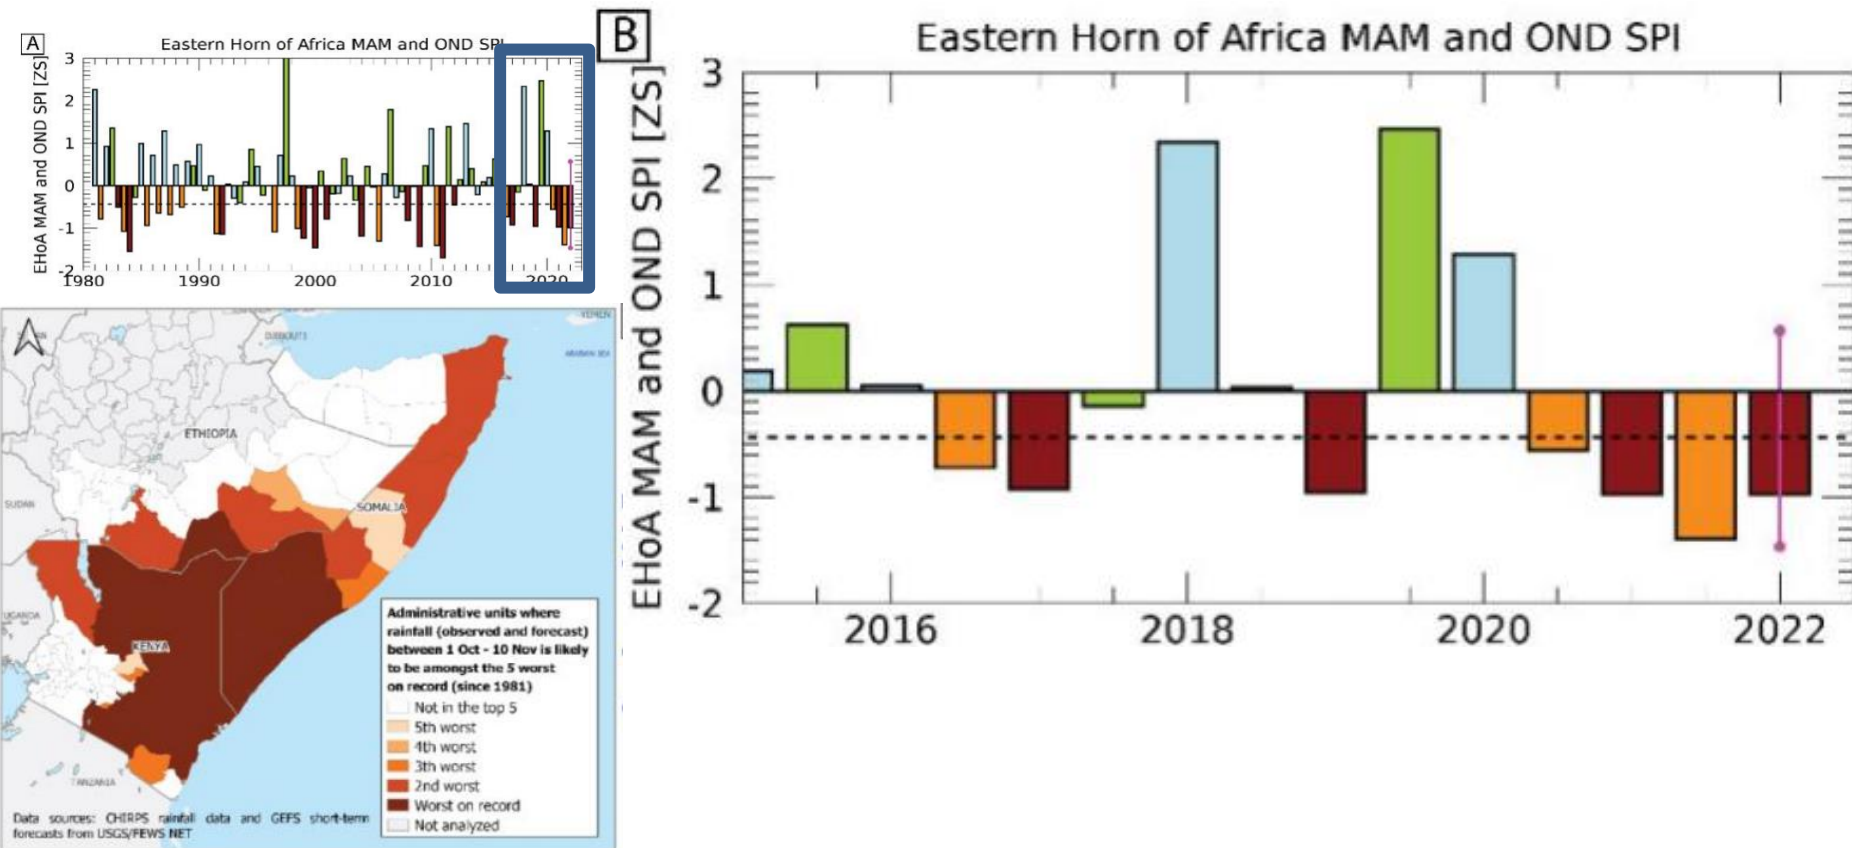 A
Eastern Horn of Africa MAM and OND SPI
EHoA MAM and OND SPI [ZS]
3
2
1
0
-1
-2
1980
1990
2000
2010
2020
B
Eastern Horn of Africa MAM and OND SPI
EHoA MAM and OND SPI [ZS]
3
2
1
0
-1
-2
2016
2018
2020
2022
YEMEN
DJIBOUTI
ARABIAN SEA
ETHIOPIA
SUDAN
SOMALIA
UGANDA
KENYA
TANZANIA
Administrative units where
rainfall (observed and forecast)
between 1 Oct - 10 Nov is likely
to be amongst the 5 worst
on record (since 1981)
Not in the top 5
5th worst
4th worst
3th worst
2nd worst
Worst on record
Not analyzed
Data sources: CHIRPS rainfall data and GEFS short-term
forecasts from USGS/FEWS NET